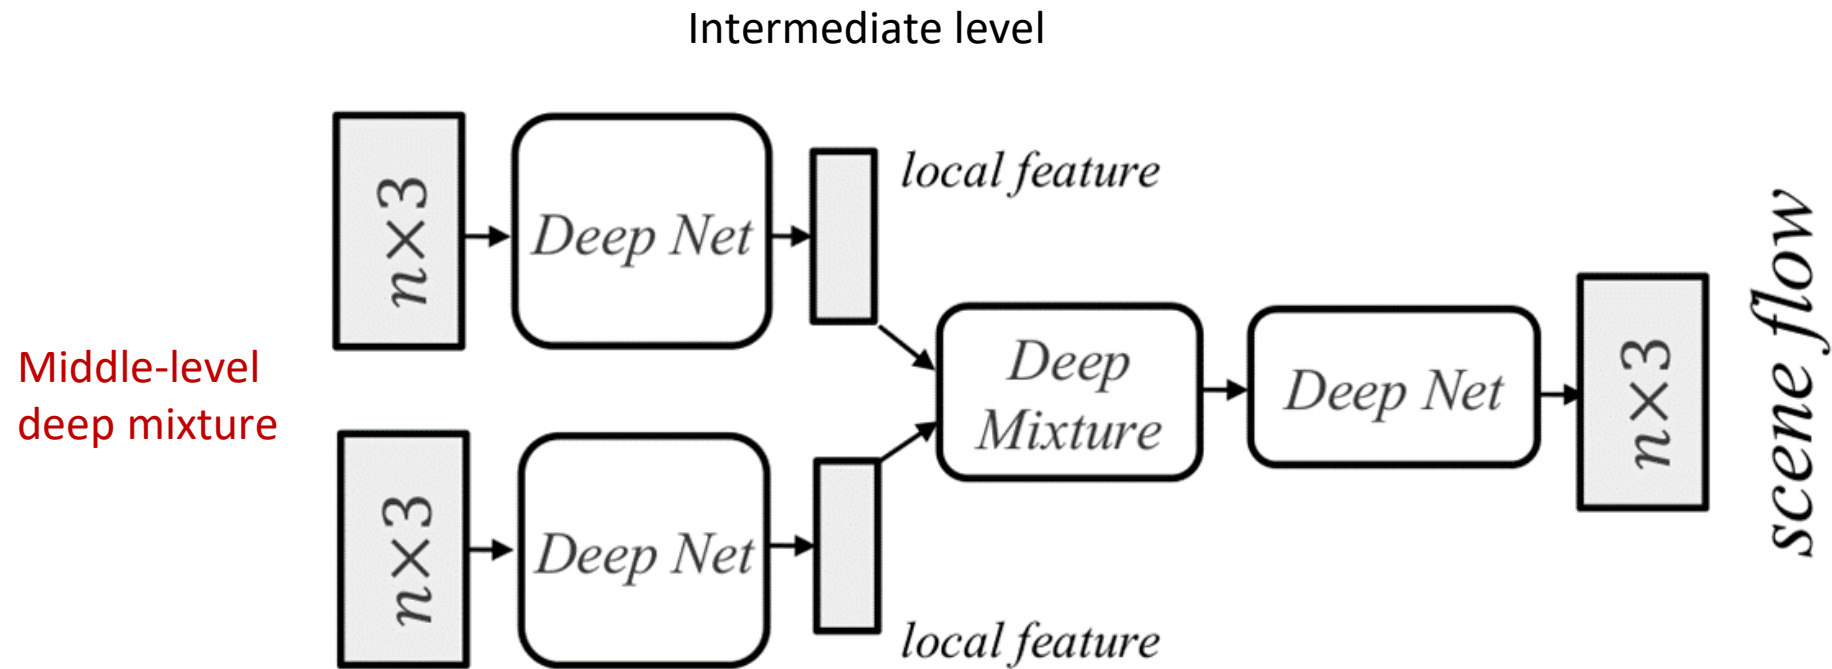 Intermediate level
n×3
Deep Net
local feature
Middle-level
deep mixture
Deep
Mixture
Deep Net
n×3
scene flow
n×3
Deep Net
local feature